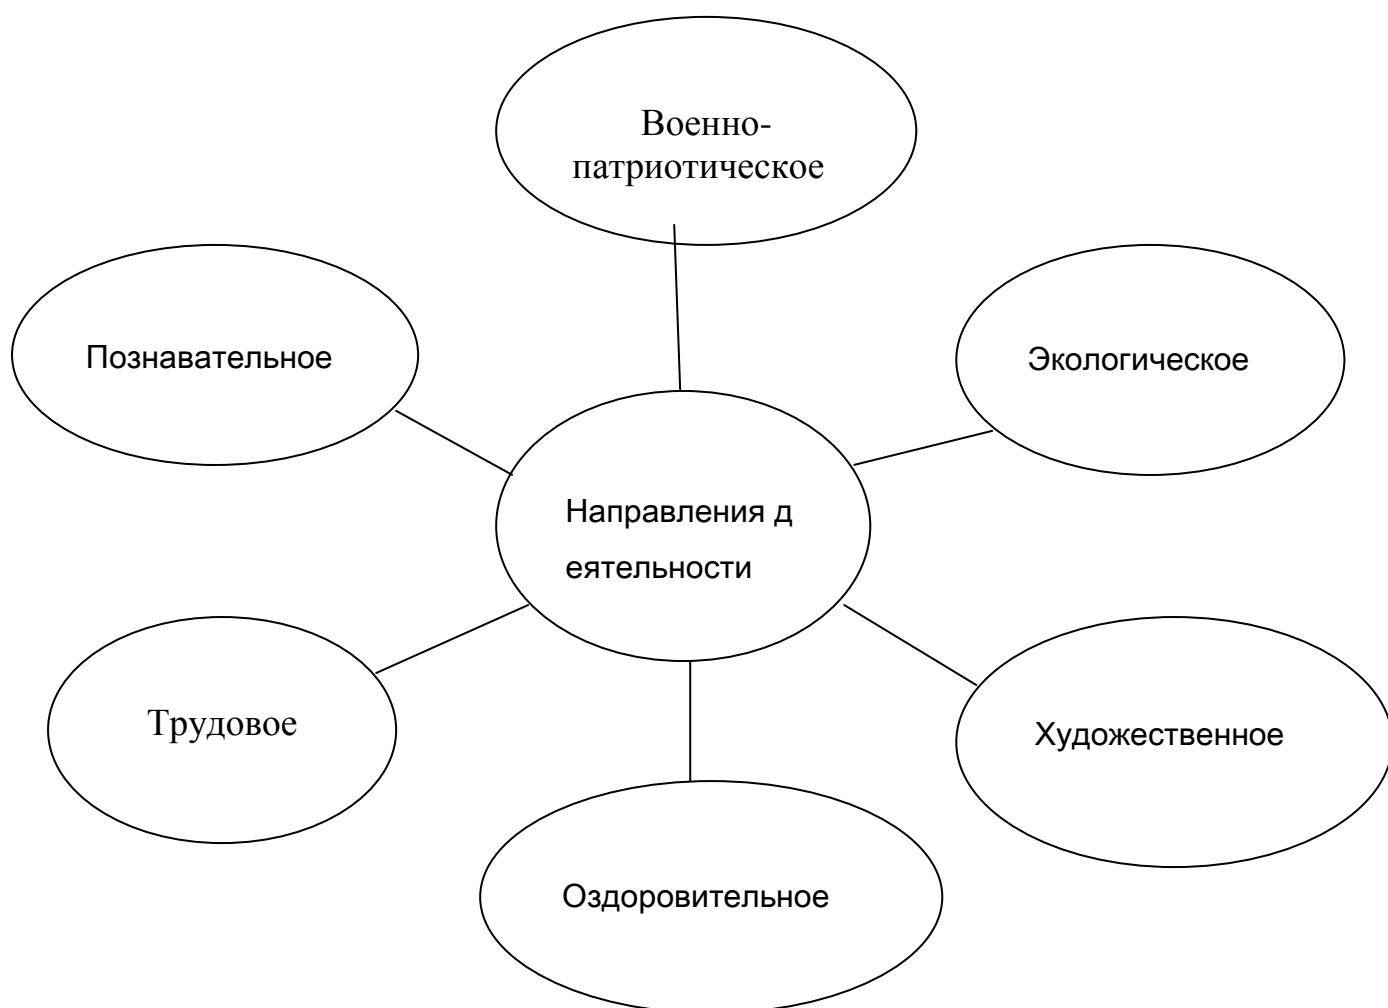 Военно-
патриотическое
Познавательное
Экологическое
Направления д
еятельности
Трудовое
Художественное
Оздоровительное